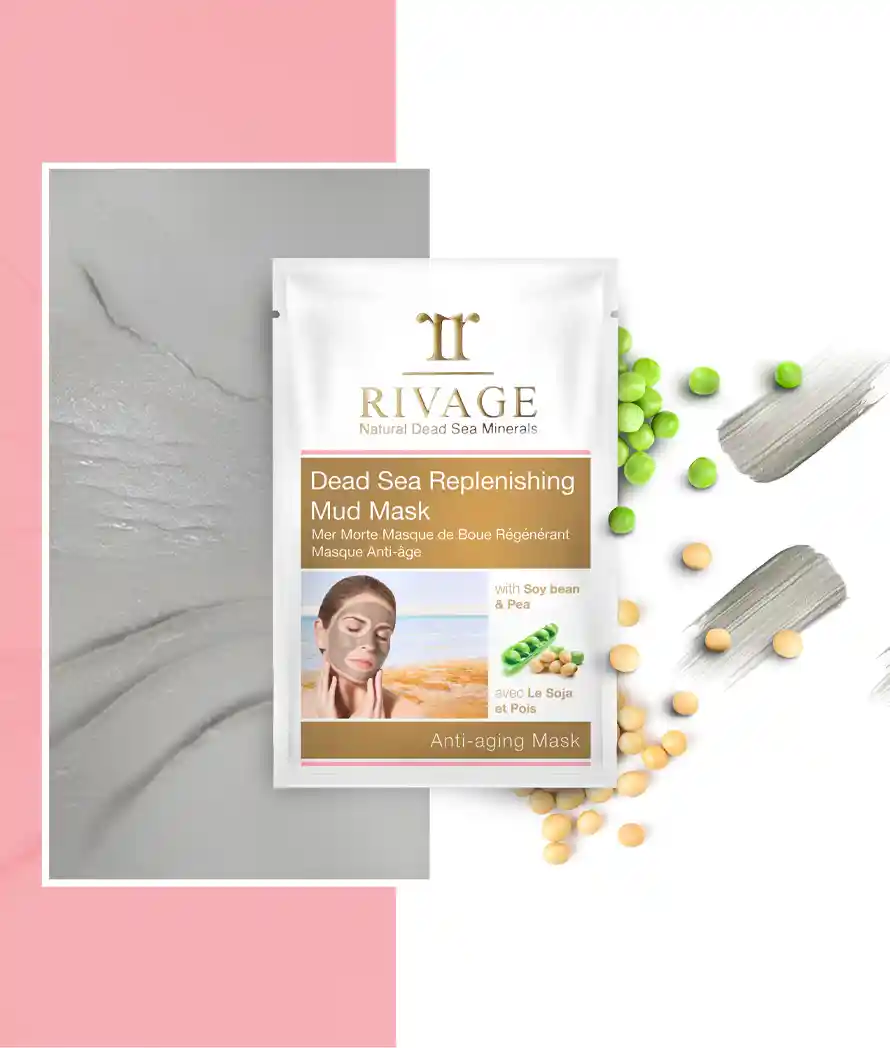 RIVAGE
Natural Dead Sea Minerals
Dead Sea Replenishing
Mud Mask
Mer Morte Masque de Boue Régénérant
Masque Anti-âge
with Soy bean
& Pea
avec Le Soja
et Pois
Anti-aging Mask